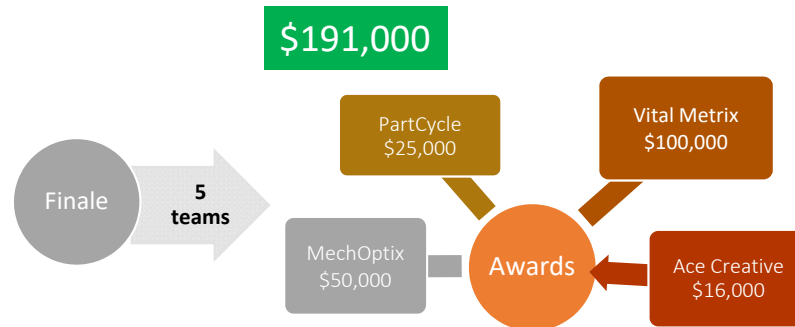 $191,000
PartCycle
$25,000
Vital Metrix
$100,000
Finale
5
teams
MechOptix
$50,000
Awards
Ace Creative
$16,000